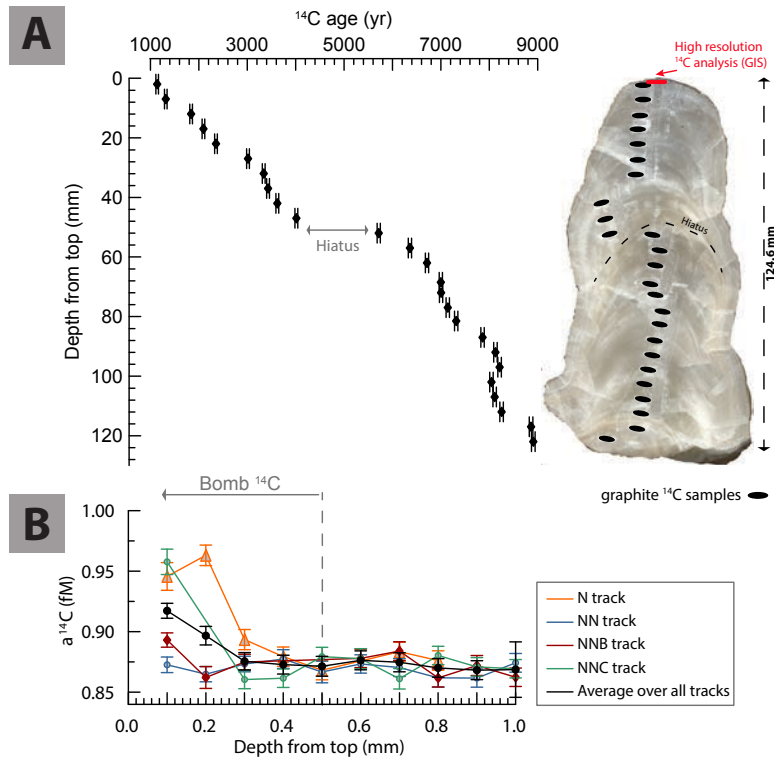 A
¹⁴C age (yr)
1000 3000 5000 7000 9000
0
20
40
60
80
100
120
Depth from top (mm)
Hiatus
High resolution
¹⁴C analysis (GIS)
Hiatus
124.6 mm
graphite ¹⁴C samples
B
Bomb ¹⁴C
1.00
0.95
0.90
0.85
a ¹⁴C (fM)
0.0 0.2 0.4 0.6 0.8 1.0
Depth from top (mm)
N track
NN track
NNB track
NNC track
Average over all tracks